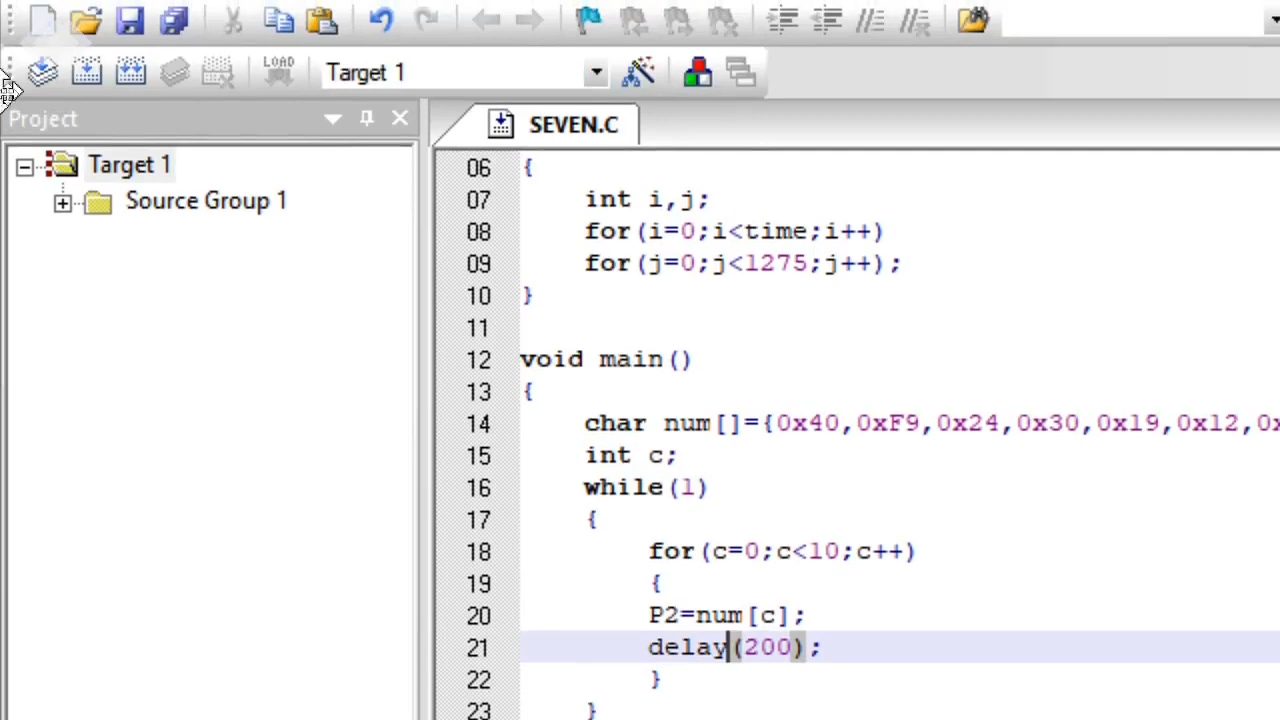 LOAD
Target 1
Project
SEVEN.C
Target 1
Source Group 1
06 {
07 int i,j;
08 for(i=0;i<time;i++)
09 for(j=0;j<1275;j++);
10 }
11
12 void main()
13 {
14 char num[]={0x40,0xF9,0x24,0x30,0x19,0x12,0x
15 int c;
16 while(1)
17 {
18 for(c=0;c<10;c++)
19 {
20 P2=num[c];
21 delay(200);
22 }
23 }